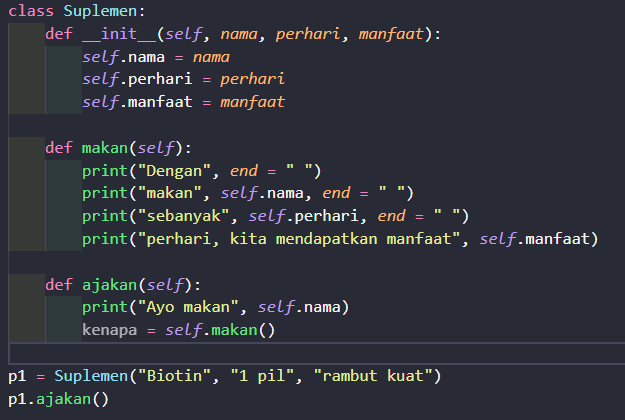 class Suplemen:
    def __init__(self, nama, perhari, manfaat):
        self.nama = nama
        self.perhari = perhari
        self.manfaat = manfaat

    def makan(self):
        print("Dengan", end = " ")
        print("makan", self.nama, end = " ")
        print("sebanyak", self.perhari, end = " ")
        print("perhari, kita mendapatkan manfaat", self.manfaat)

    def ajakan(self):
        print("Ayo makan", self.nama)
        kenapa = self.makan()

p1 = Suplemen("Biotin", "1 pil", "rambut kuat")
p1.ajakan()